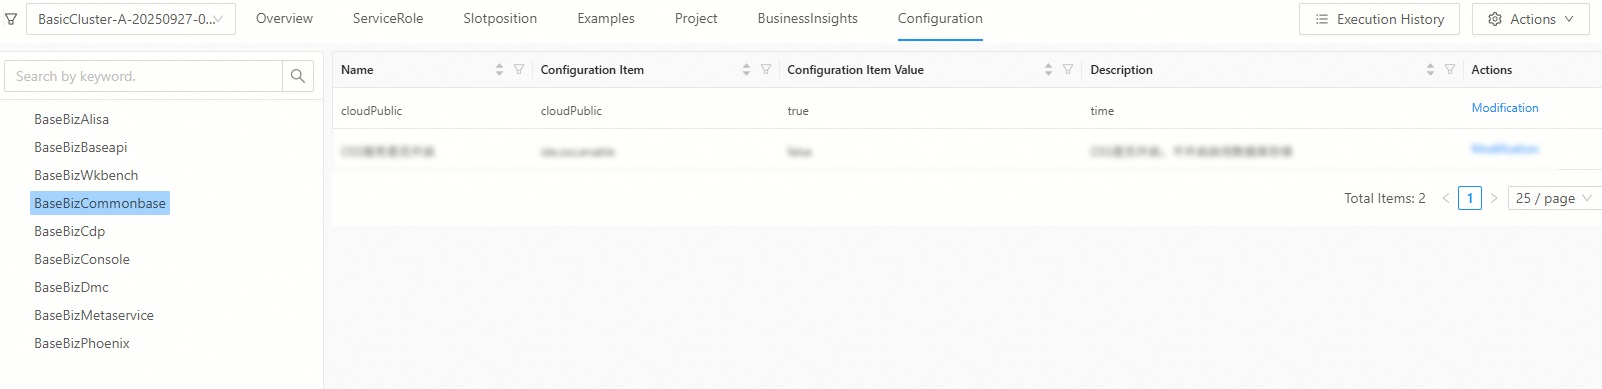 BasicCluster-A-20250927-0... Overview ServiceRole Slotposition Examples Project BusinessInsights Configuration Execution History Actions
Search by keyword.
BaseBizAlisa
BaseBizBaseapi
BaseBizWkbench
BaseBizCommonbase
BaseBizCdp
BaseBizConsole
BaseBizDmc
BaseBizMetaservice
BaseBizPhoenix
Name Configuration Item Configuration Item Value Description Actions
cloudPublic cloudPublic true time Modification
false Modification
Total Items: 2 1 25 / page